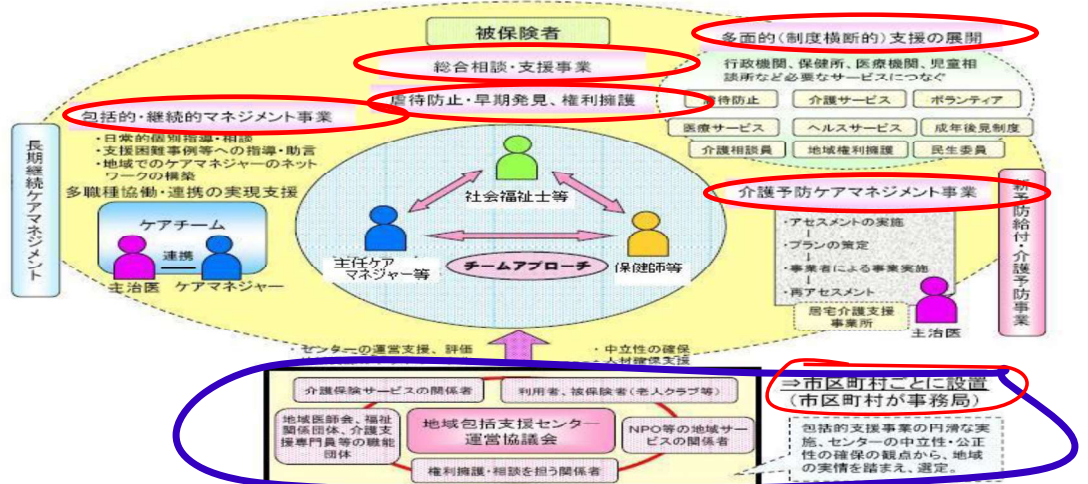 被保険者
多面的(制度横断的)支援の展開
行政機関、保健所、医療機関、児童相
談所など必要なサービスにつなぐ
虐待防止
介護サービス
ボランティア
医療サービス
ヘルスサービス
成年後見制度
介護相談員
地域権利擁護
民生委員
総合相談・支援事業
虐待防止・早期発見、権利擁護
包括的・継続的マネジメント事業
・日常的個別指導・相談
・支援困難事例等への指導・助言
・地域でのケアマネジャーのネット
ワークの構築
多職種協働・連携の実現支援
長期継続ケアマネジメント
ケアチーム
連携
主治医
ケアマネジャー
社会福祉士等
主任ケア
マネジャー等
チームアプローチ
保健師等
介護予防ケアマネジメント事業
・アセスメントの実施
↓
・プランの策定
↓
・事業者による事業実施
↓
・再アセスメント
居宅介護支援
事業所
主治医
新予防給付・介護予防事業
・センターの運営支援、評価
・中立性の確保
・人材確保支援
介護保険サービスの関係者
利用者、被保険者(老人クラブ等)
地域医師会、福祉
関係団体、介護支
援専門員等の職能
団体
地域包括支援センター
運営協議会
NPO等の地域サー
ビスの関係者
権利擁護・相談を担う関係者
⇒市区町村ごとに設置
(市区町村が事務局)
包括的支援事業の円滑な実
施、センターの中立性・公正
性の確保の観点から、地域
の実情を踏まえ、選定。